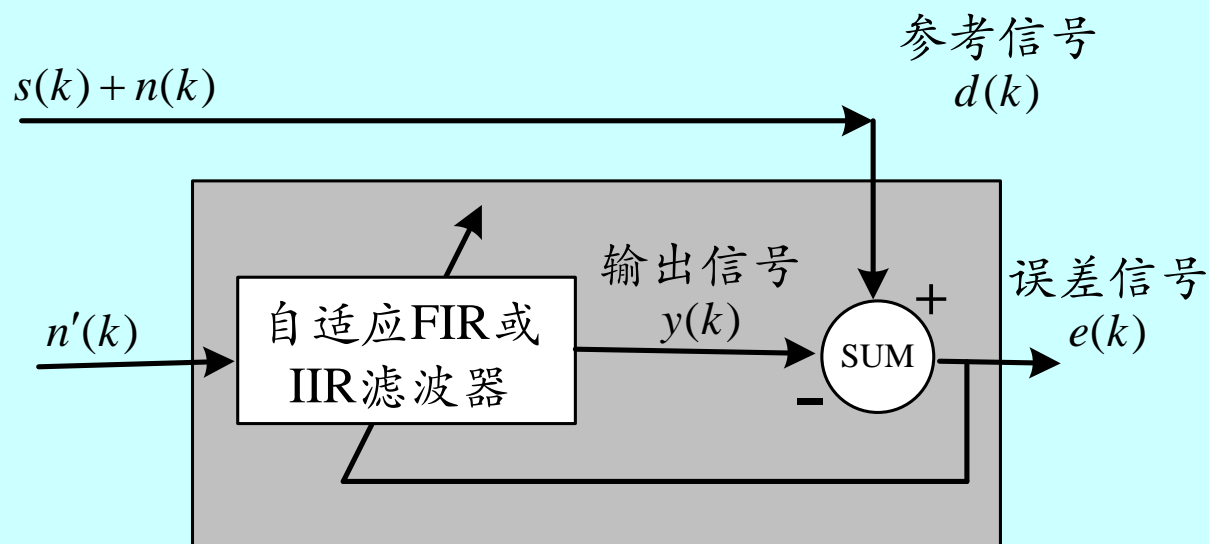 参考信号
d(k)
s(k)+n(k)
输出信号
y(k)
+
误差信号
e(k)
n′(k)
自适应FIR或
IIR滤波器
SUM
-